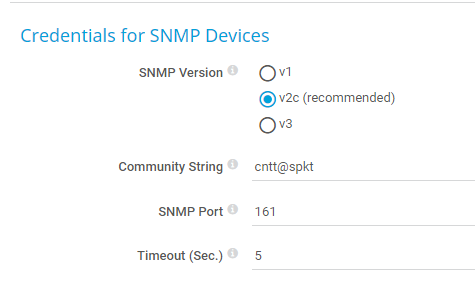 Credentials for SNMP Devices
SNMP Version
v1
v2c (recommended)
v3
Community String cntt@spkt
SNMP Port 161
Timeout (Sec.) 5